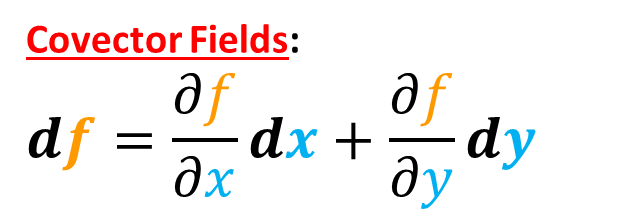 Covector Fields:
df = ∂f/∂x dx + ∂f/∂y dy